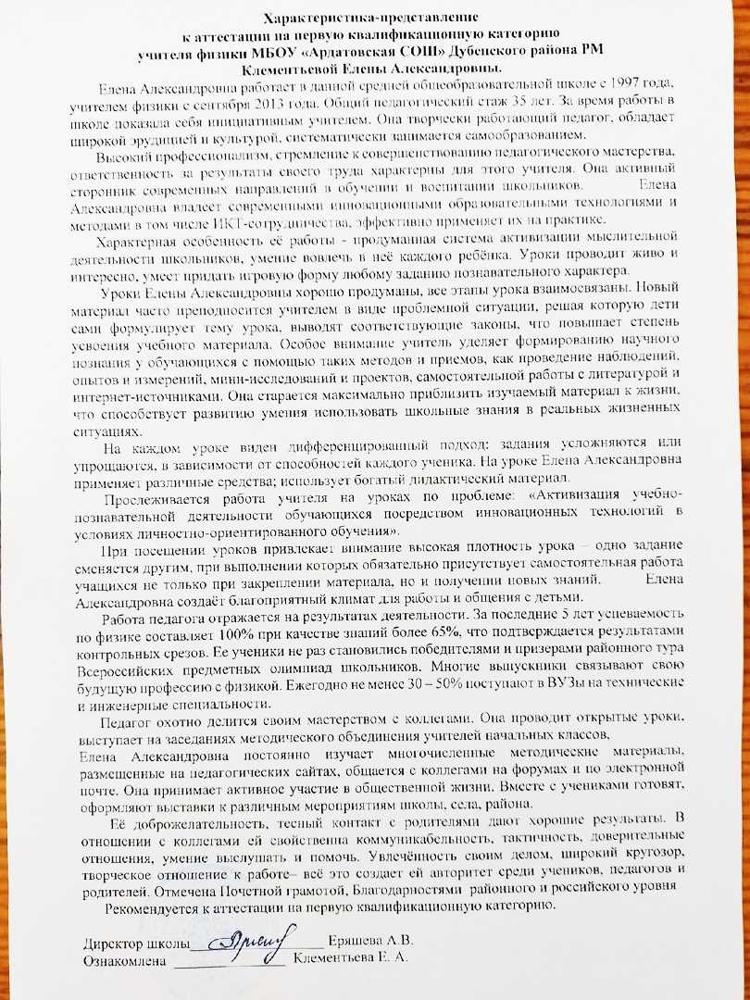 Характеристика-представление
к аттестации на первую квалификационную категорию
учителя физики МБОУ «Ардатовская СОШ» Дубенского района РМ
Клементьевой Елены Александровны.
Елена Александровна работает в данной средней общеобразовательной школе с 1997 года,
учителем физики с сентября 2013 года. Общий педагогический стаж 35 лет. За время работы в
школе показала себя инициативным учителем. Она творчески работающий педагог, обладает
широкой эрудицией и культурой, систематически занимается самообразованием.
Высокий профессионализм, стремление к совершенствованию педагогического мастерства,
ответственность за результаты своего труда характерны для этого учителя. Она активный
сторонник современных направлений в обучении и воспитании школьников. Елена
Александровна владеет современными инновационными образовательными технологиями и
методами в том числе ИКТ-сотрудничества, эффективно применяет их на практике.
Характерная особенность её работы - продуманная система активизации мыслительной
деятельности школьников, умение вовлечь в неё каждого ребёнка. Уроки проводит живо и
интересно, умеет придать игровую форму любому заданию познавательного характера.
Уроки Елены Александровны хорошо продуманы, все этапы урока взаимосвязаны. Новый
материал часто преподносится учителем в виде проблемной ситуации, решая которую дети
сами формулирует тему урока, выводят соответствующие законы, что повышает степень
усвоения учебного материала. Особое внимание учитель уделяет формированию научного
познания у обучающихся с помощью таких методов и приемов, как проведение наблюдений,
опытов и измерений, мини-исследований и проектов, самостоятельной работы с литературой и
интернет-источниками. Она старается максимально приблизить изучаемый материал к жизни,
что способствует развитию умения использовать школьные знания в реальных жизненных
ситуациях.
На каждом уроке виден дифференцированный подход: задания усложняются или
упрощаются, в зависимости от способностей каждого ученика. На уроке Елена Александровна
применяет различные средства; использует богатый дидактический материал.
Прослеживается работа учителя на уроках по проблеме: «Активизация учебно-
познавательной деятельности обучающихся посредством инновационных технологий в
условиях личностно-ориентированного обучения».
При посещении уроков привлекает внимание высокая плотность урока – одно задание
сменяется другим, при выполнении которых обязательно присутствует самостоятельная работа
учащихся не только при закреплении материала, но и получении новых знаний. Елена
Александровна создаёт благоприятный климат для работы и общения с детьми.
Работа педагога отражается на результатах деятельности. За последние 5 лет успеваемость
по физике составляет 100% при качестве знаний более 65%, что подтверждается результатами
контрольных срезов. Ее ученики не раз становились победителями и призерами районного тура
Всероссийских предметных олимпиад школьников. Многие выпускники связывают свою
будущую профессию с физикой. Ежегодно не менее 30 – 50% поступают в ВУЗы на технические
и инженерные специальности.
Педагог охотно делится своим мастерством с коллегами. Она проводит открытые уроки,
выступает на заседаниях методического объединения учителей начальных классов,
Елена Александровна постоянно изучает многочисленные методические материалы,
размещенные на педагогических сайтах, общается с коллегами на форумах и по электронной
почте. Она принимает активное участие в общественной жизни. Вместе с учениками готовят,
оформляют выставки к различным мероприятиям школы, села, района.
Её доброжелательность, тесный контакт с родителями дают хорошие результаты. В
отношении с коллегами ей свойственна коммуникабельность, тактичность, доверительные
отношения, умение выслушать и помочь. Увлечённость своим делом, широкий кругозор,
творческое отношение к работе– всё это создает ей авторитет среди учеников, педагогов и
родителей. Отмечена Почетной грамотой, Благодарностями районного и российского уровня
Рекомендуется к аттестации на первую квалификационную категорию.
Директор школы Еряшева А.В.
Ознакомлена Клементьева Е. А.